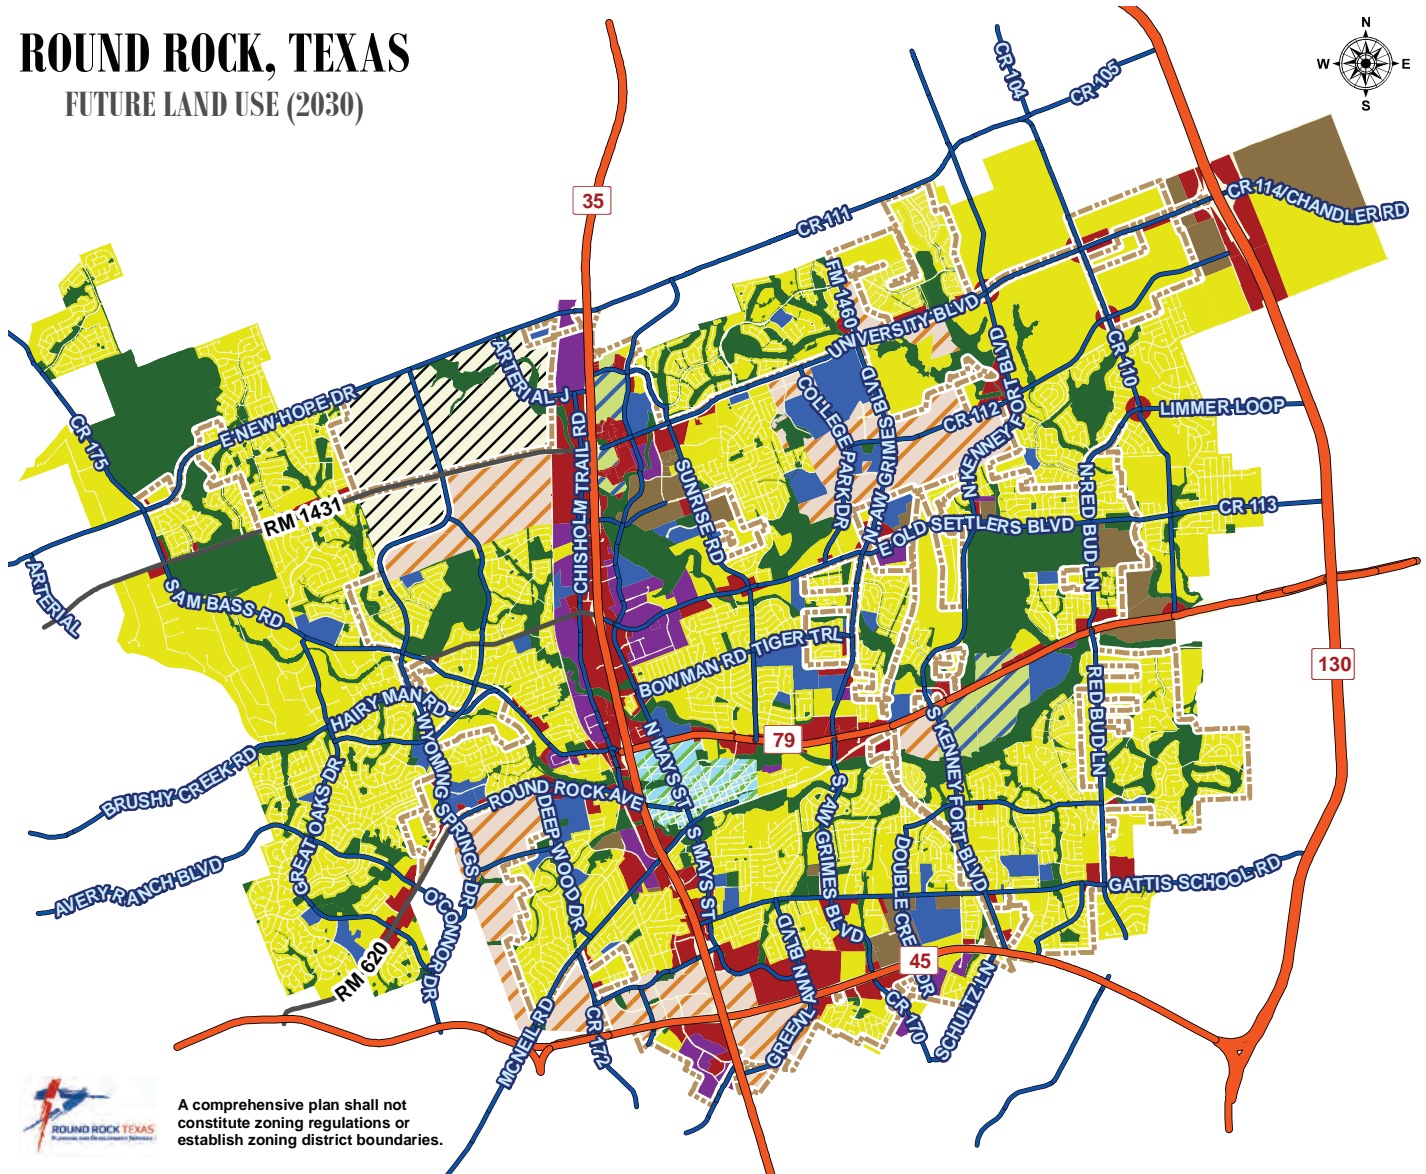 ROUND ROCK, TEXAS
FUTURE LAND USE (2030)
N
W
E
S
CR 104
CR 105
35
CR 111
CR 114/CHANDLER RD
FM 1460
UNIVERSITY BLVD
ARTERIAL J
E NEW HOPE DR
CR 175
CHISHOLM TRAIL RD
COLLEGE PARK DR
N. AW GRIMES BLVD
CR 112
N KENNEY FORT BLVD
CR 110
LIMMER LOOP
RM 1431
SUNRISE RD
E OLD SETTLERS BLVD
N RED BUD LN
CR 113
ARTERIAL
SAM BASS RD
BOWMAN RD-TIGER TRL
130
HAIRY MAN RD
WYOMING SPRINGS DR
N MAYS ST
79
S KENNEY FORT BLVD
RED BUD LN
BRUSHY CREEK RD
GREAT OAKS DR
ROUND ROCK AVE
DEEP WOOD DR
S MAYS ST
S AW GRIMES BLVD
DOUBLE CREEK DR
AVERY RANCH BLVD
O'CONNOR DR
GATTIS SCHOOL RD
RM 620
GREENLAWN BLVD
45
CR 170
SCHULTZ LN
MCNEIL RD
CR 172
ROUND ROCK TEXAS
PLANNING AND DEVELOPMENT SERVICES
A comprehensive plan shall not
constitute zoning regulations or
establish zoning district boundaries.